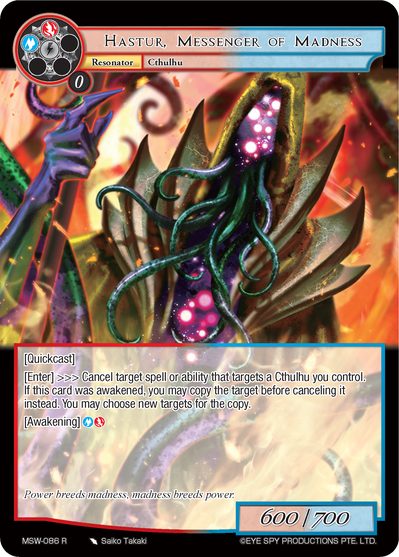 Hastur, Messenger of Madness
Resonator Cthulhu
0
[Quickcast]
[Enter] >>> Cancel target spell or ability that targets a Cthulhu you control.
If this card was awakened, you may copy the target before canceling it
instead. You may choose new targets for the copy.
[Awakening]
Power breeds madness, madness breeds power.
600 / 700
MSW-086 R Saiko Takaki ©EYE SPY PRODUCTIONS PTE. LTD.